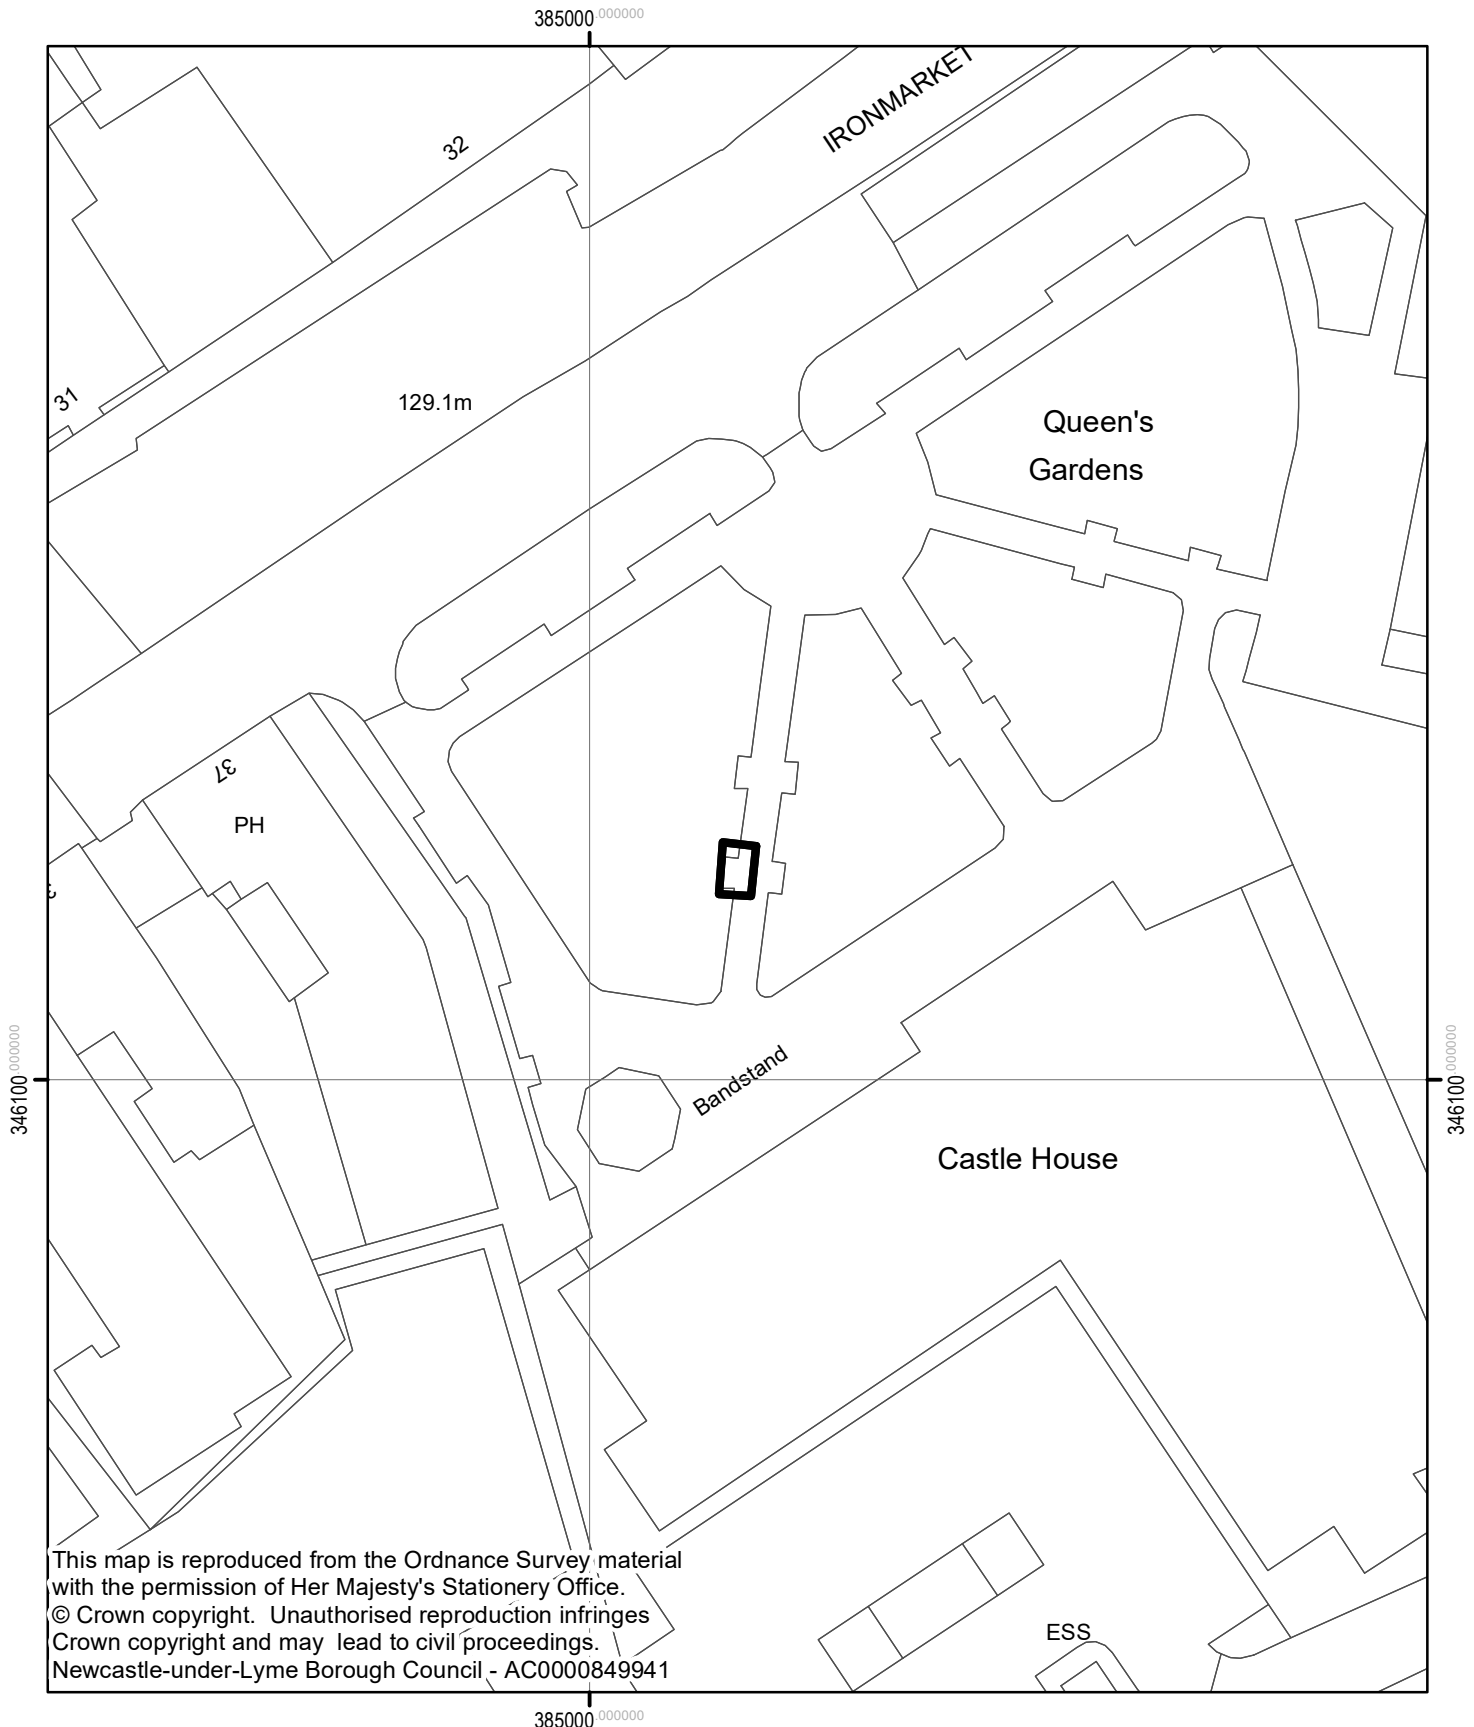 385000.000000
IRONMARKET
32
31
129.1m
Queen's
Gardens
37
PH
3
346100.000000
346100.000000
Bandstand
Castle House
ESS
This map is reproduced from the Ordnance Survey material
with the permission of Her Majesty's Stationery Office.
© Crown copyright.  Unauthorised reproduction infringes
Crown copyright and may  lead to civil proceedings.
Newcastle-under-Lyme Borough Council - AC0000849941
385000.000000